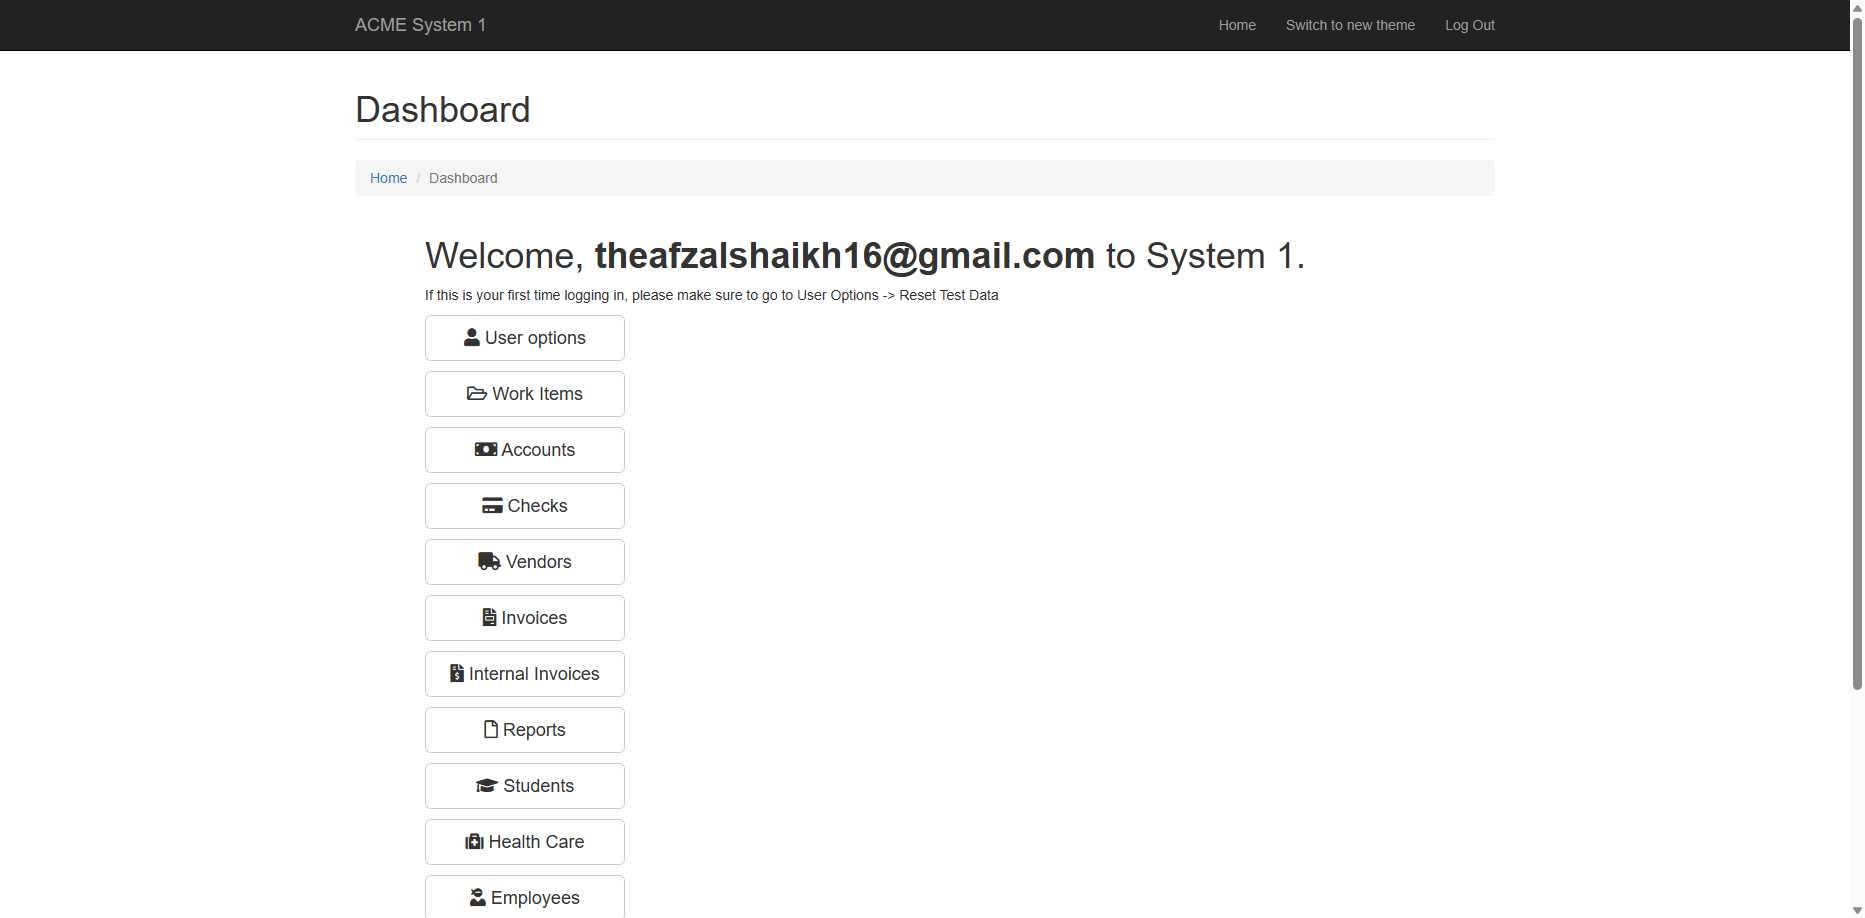 ACME System 1
Home
Switch to new theme
Log Out
Dashboard
Home / Dashboard
Welcome, theafzalshaikh16@gmail.com to System 1.
If this is your first time logging in, please make sure to go to User Options -> Reset Test Data
User options
Work Items
Accounts
Checks
Vendors
Invoices
Internal Invoices
Reports
Students
Health Care
Employees